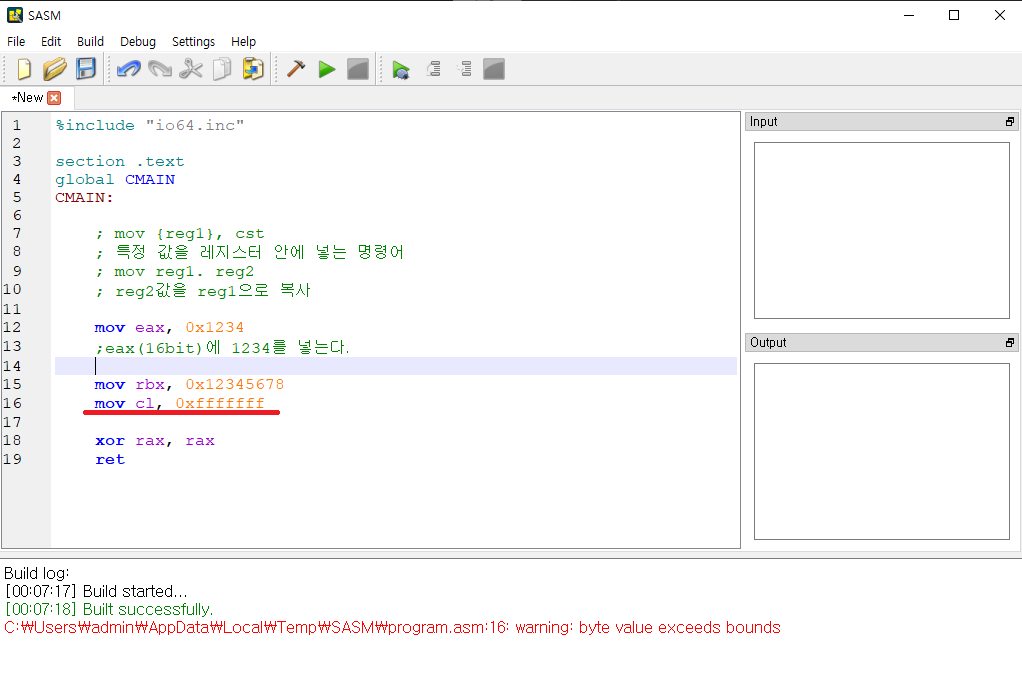 SASM
File Edit Build Debug Settings Help
*New
1 %include "io64.inc"
2
3 section .text
4 global CMAIN
5 CMAIN:
6
7 ; mov {reg1}, cst
8 ; 특정 값을 레지스터 안에 넣는 명령어
9 ; mov reg1. reg2
10 ; reg2값을 reg1으로 복사
11
12 mov eax, 0x1234
13 ;eax(16bit)에 1234를 넣는다.
14
15 mov rbx, 0x12345678
16 mov cl, 0xfffffff
17
18 xor rax, rax
19 ret
Input
Output
Build log:
[00:07:17] Build started...
[00:07:18] Built successfully.
C:₩Users₩admin₩AppData₩Local₩Temp₩SASM₩program.asm:16: warning: byte value exceeds bounds